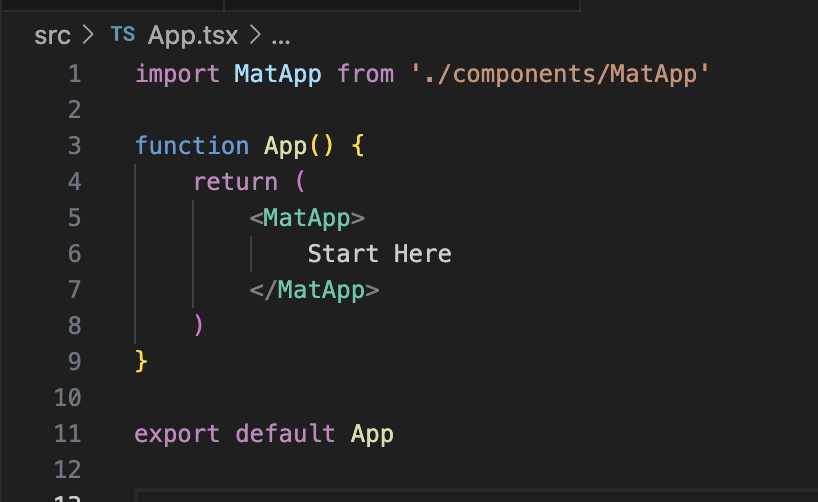 src > TS App.tsx > ...
1 import MatApp from './components/MatApp'
2
3 function App() {
4     return (
5         <MatApp>
6             Start Here
7         </MatApp>
8     )
9 }
10
11 export default App
12
13